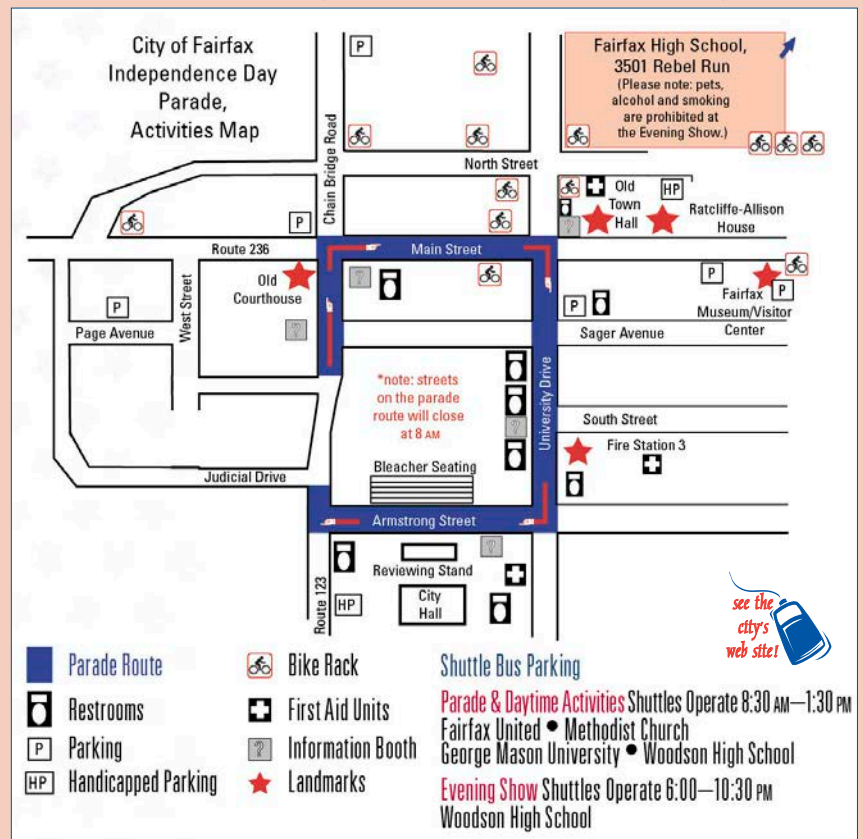 City of Fairfax
Independence Day
Parade,
Activities Map
P
Fairfax High School,
3501 Rebel Run
(Please note: pets,
alcohol and smoking
are prohibited at
the Evening Show.)
Chain Bridge Road
North Street
Old
Town
Hall
HP
Ratcliffe-Allison
House
?
P
Route 236
Main Street
Old
Courthouse
?
?
P
P
P
Fairfax
Museum/Visitor
Center
West Street
P
Page Avenue
Sager Avenue
*note: streets
on the parade
route will close
at 8 AM
?
University Drive
South Street
Fire Station 3
Bleacher Seating
Judicial Drive
Armstrong Street
?
Reviewing Stand
Route 123
HP
City
Hall
see the
city's
web site!
Parade Route
Bike Rack
Restrooms
First Aid Units
P Parking
? Information Booth
HP Handicapped Parking
Landmarks
Shuttle Bus Parking
Parade & Daytime Activities Shuttles Operate 8:30 AM—1:30 PM
Fairfax United • Methodist Church
George Mason University • Woodson High School
Evening Show Shuttles Operate 6:00—10:30 PM
Woodson High School